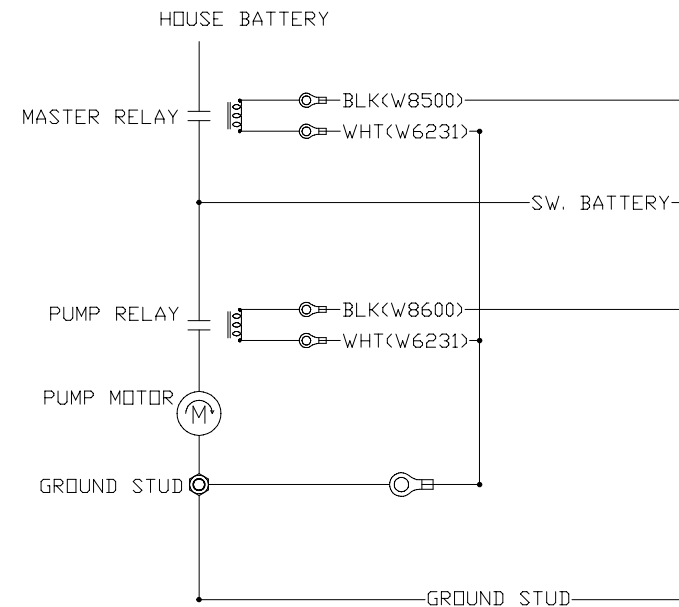 HOUSE BATTERY
BLK(W8500)
MASTER RELAY
WHT(W6231)
SW. BATTERY
BLK(W8600)
PUMP RELAY
WHT(W6231)
PUMP MOTOR
M
GROUND STUD
GROUND STUD